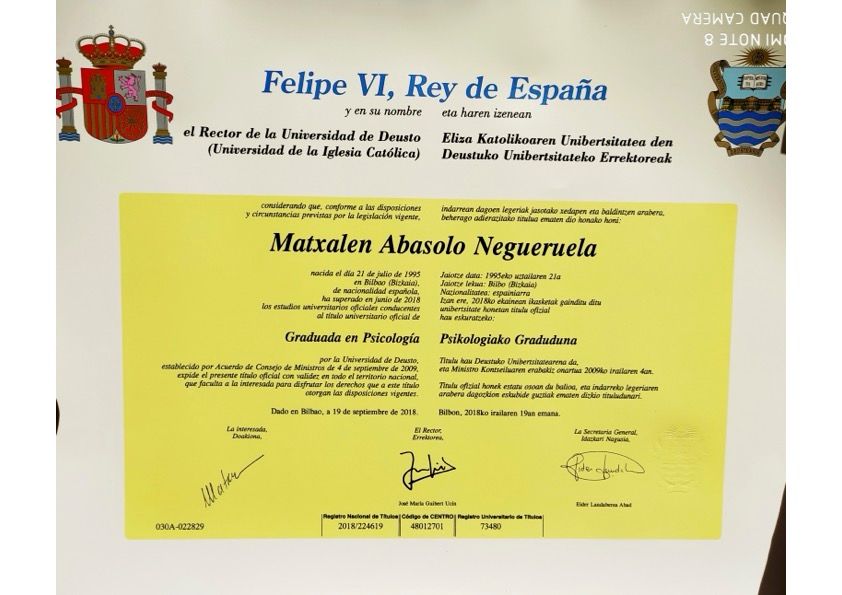 MI NOTE 8
QUAD CAMERA
Felipe VI, Rey de España
y en su nombre
el Rector de la Universidad de Deusto
(Universidad de la Iglesia Católica)
eta haren izenean
Eliza Katolikoaren Unibertsitatea den
Deustuko Unibertsitateko Errektoreak
considerando que, conforme a las disposiciones
y circunstancias previstas por la legislación vigente,
indarrean dagoen legeriak jasotako xedapen eta baldintzen arabera,
beherago adierazitako titulua ematen dio honako honi:
Matxalen Abasolo Negueruela
nacida el día 21 de julio de 1995
en Bilbao (Bizkaia),
de nacionalidad española,
ha superado en junio de 2018
los estudios universitarios oficiales conducentes
al título universitario oficial de
Jaiotze data: 1995eko uztailaren 21a
Jaiotze lekua: Bilbo (Bizkaia)
Nazionalitatea: espainiarra
Izan ere, 2018ko ekainean ikasketak gainditu ditu
unibertsitate honetan titulu ofizial
hau eskuratzeko:
Graduada en Psicología
Psikologiako Graduduna
por la Universidad de Deusto,
establecido por Acuerdo de Consejo de Ministros de 4 de septiembre de 2009,
expide el presente título oficial con validez en todo el territorio nacional,
que faculta a la interesada para disfrutar los derechos que a este título
otorgan las disposiciones vigentes.
Titulu hau Deustuko Unibertsitatearena da,
eta Ministro Kontseiluaren erabakiz onartua 2009ko irailaren 4an.
Titulu ofizial honek estatu osoan du balioa, eta indarreko legeriaren
arabera dagozkion eskubide guztiak ematen dizkio tituludunari.
Dado en Bilbao, a 19 de septiembre de 2018.
Bilbon, 2018ko irailaren 19an emana.
La interesada,
Doakiona,
El Rector,
Errektorea,
La Secretaria General,
Idazkari Nagusia,
José María Guibert Ucín
Eider Landaberea Abad
030A-022829
Registro Nacional de Títulos
2018/224619
Código de CENTRO
48012701
Registro Universitario de Títulos
73480